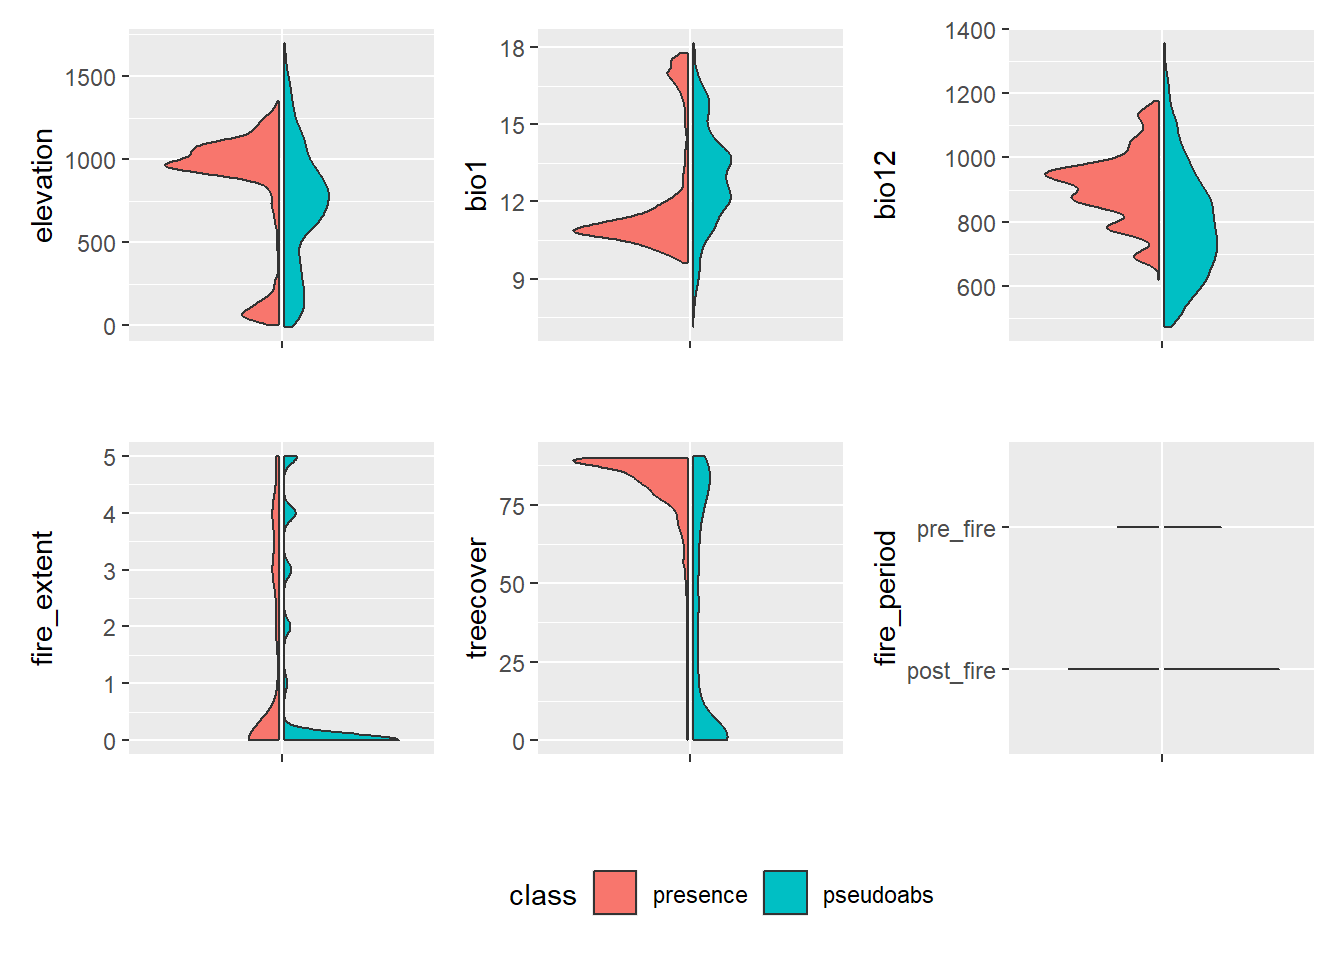 elevation
1500
1000
500
0
bio1
18
15
12
9
bio12
1400
1200
1000
800
600
fire_extent
5
4
3
2
1
0
treecover
75
50
25
0
fire_period
pre_fire
post_fire
class presence pseudoabs